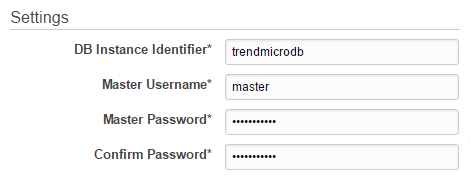 Settings
DB Instance Identifier* trendmicrodb
Master Username* master
Master Password* •••••••••••
Confirm Password* •••••••••••